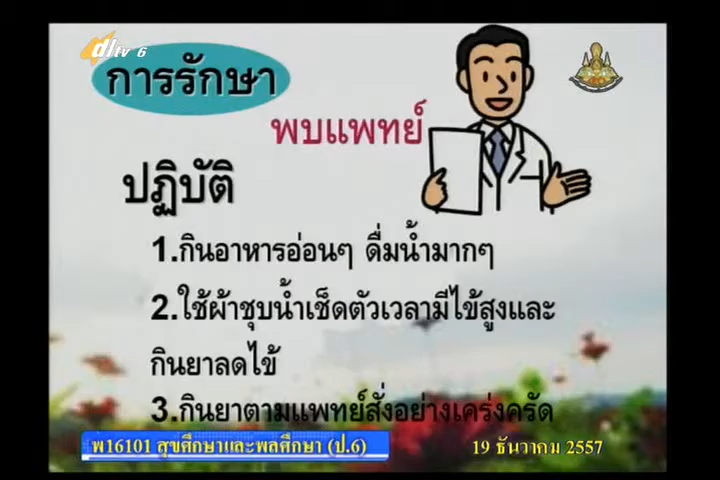 dltv 6
การรักษา
พบแพทย์
ปฏิบัติ
1.กินอาหารอ่อนๆ ดื่มน้ำมากๆ
2.ใช้ผ้าชุบน้ำเช็ดตัวเวลามีไข้สูงและ
กินยาลดไข้
3.กินยาตามแพทย์สั่งอย่างเคร่งครัด
พ16101 สุขศึกษาและพลศึกษา (ป.6)
19 ธันวาคม 2557